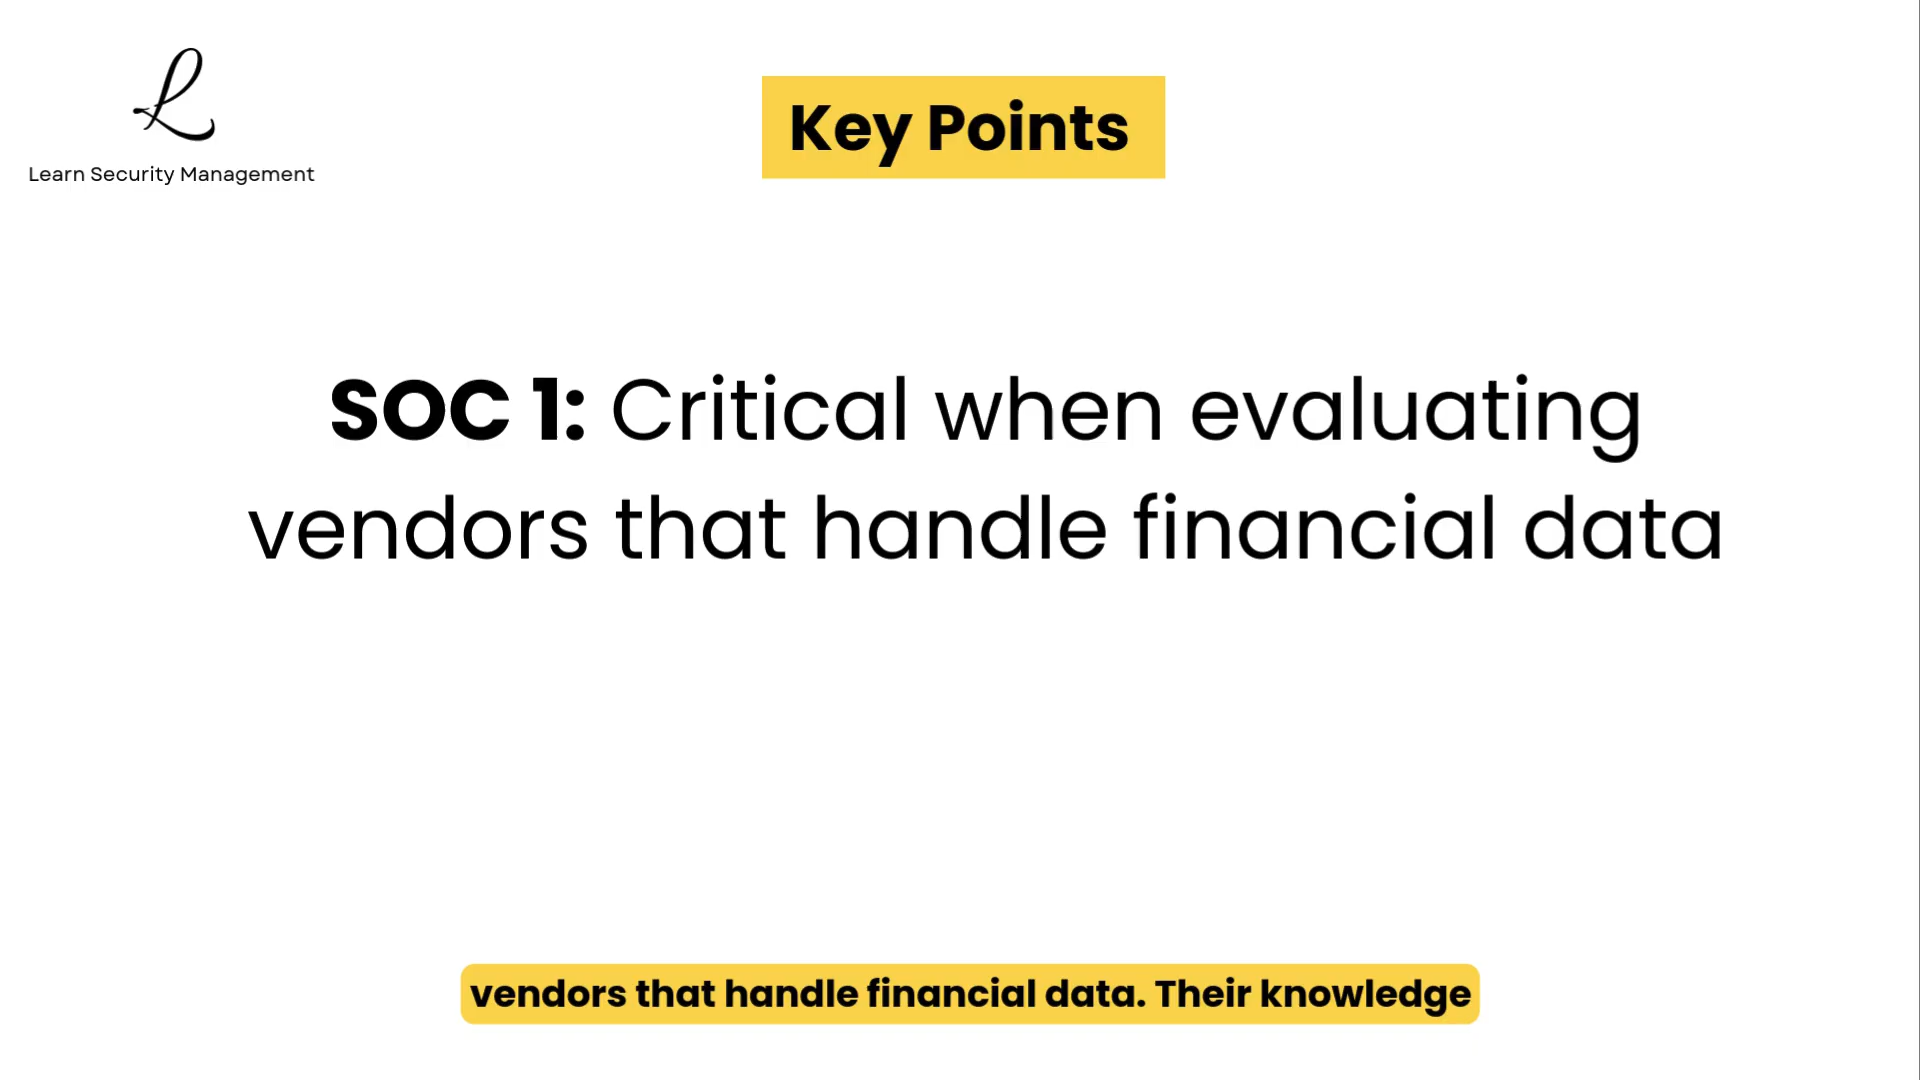 L
Learn Security Management
Key Points
SOC 1: Critical when evaluating
vendors that handle financial data
vendors that handle financial data. Their knowledge